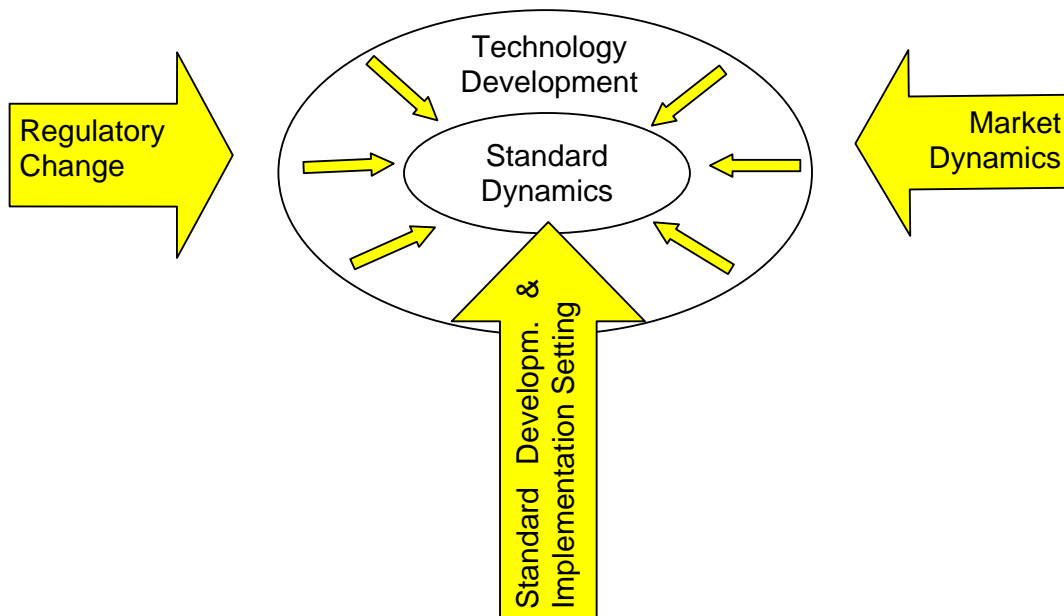 Technology
Development
Regulatory
Change
Market
Dynamics
Standard
Dynamics
Standard Developm. &
Implementation Setting